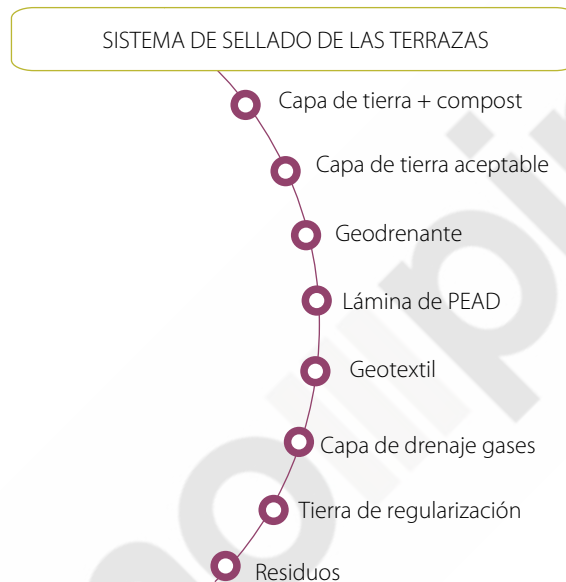 SISTEMA DE SELLADO DE LAS TERRAZAS
Capa de tierra + compost
Capa de tierra aceptable
Geodrenante
Lámina de PEAD
Geotextil
Capa de drenaje gases
Tierra de regularización
Residuos